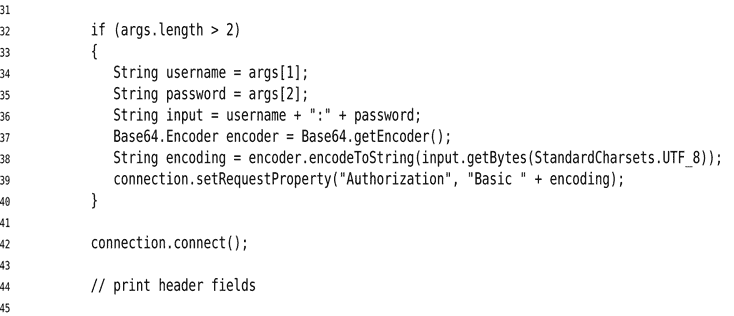 31
32 if (args.length > 2)
33 {
34 String username = args[1];
35 String password = args[2];
36 String input = username + ":" + password;
37 Base64.Encoder encoder = Base64.getEncoder();
38 String encoding = encoder.encodeToString(input.getBytes(StandardCharsets.UTF_8));
39 connection.setRequestProperty("Authorization", "Basic " + encoding);
40 }
41
42 connection.connect();
43
44 // print header fields
45